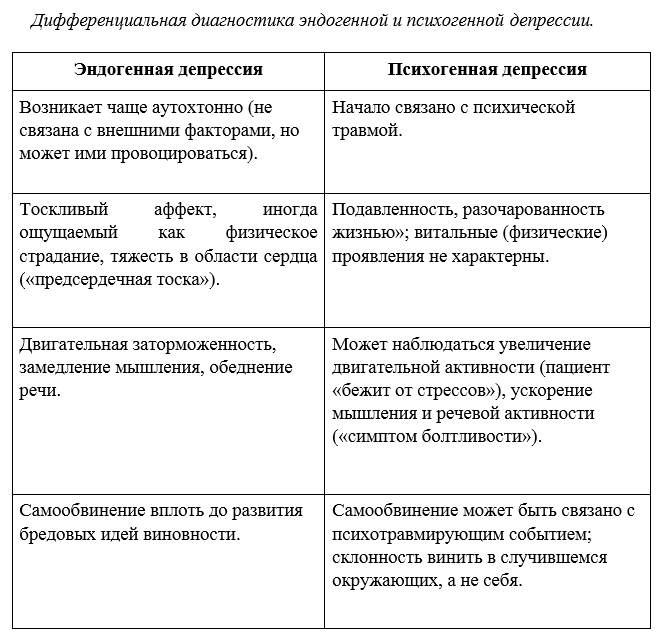 Дифференциальная диагностика эндогенной и психогенной депрессии.
Эндогенная депрессия
Психогенная депрессия
Возникает чаще аутохтонно (не
связана с внешними факторами, но
может ими провоцироваться).
Начало связано с психической
травмой.
Тоскливый аффект, иногда
ощущаемый как физическое
страдание, тяжесть в области сердца
(«предсердечная тоска»).
Подавленность, разочарованность
жизнью»; витальные (физические)
проявления не характерны.
Двигательная заторможенность,
замедление мышления, обеднение
речи.
Может наблюдаться увеличение
двигательной активности (пациент
«бежит от стрессов»), ускорение
мышления и речевой активности
(«симптом болтливости»).
Самообвинение вплоть до развития
бредовых идей виновности.
Самообвинение может быть связано с
психотравмирующим событием;
склонность винить в случившемся
окружающих, а не себя.